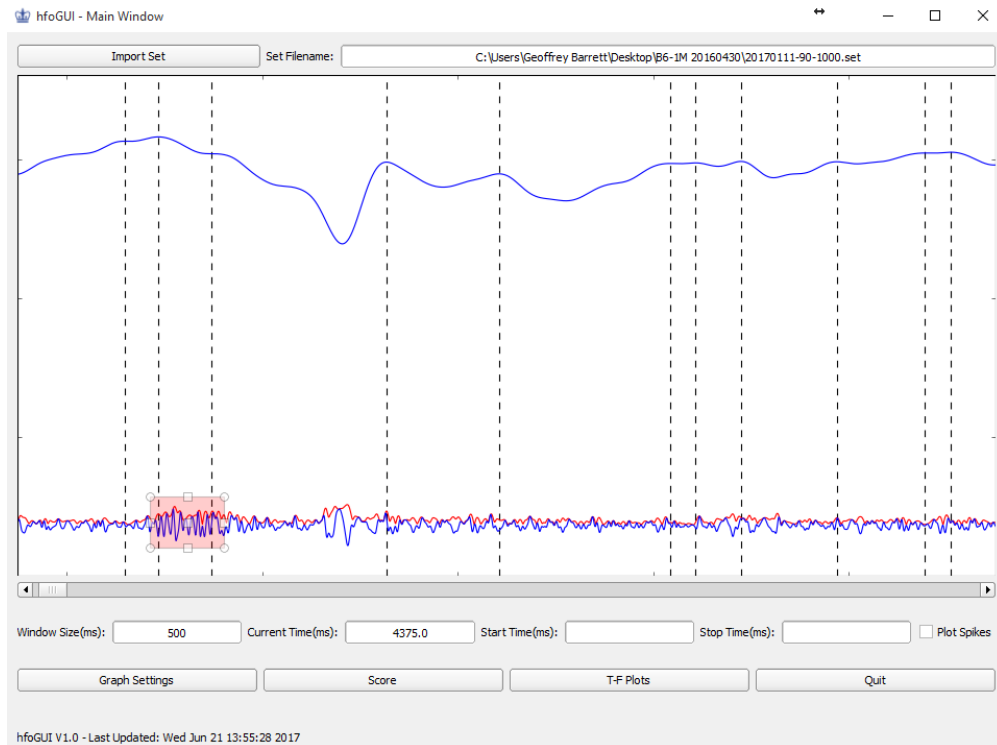 hfoGUI - Main Window
Import Set Set Filename: C:\Users\Geoffrey Barrett\Desktop\B6-1M 20160430\20170111-90-1000.set
Window Size(ms): 500 Current Time(ms): 4375.0 Start Time(ms): Stop Time(ms): Plot Spikes
Graph Settings Score T-F Plots Quit
hfoGUI V1.0 - Last Updated: Wed Jun 21 13:55:28 2017